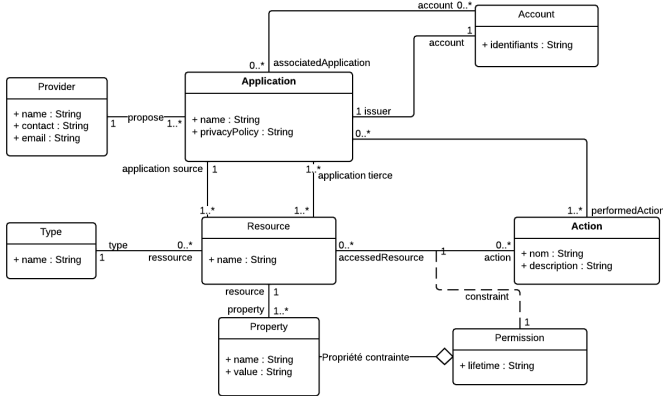 account 0..*
Account
1
account
+ identifiants : String
0..*
associatedApplication
Application
Provider
+ name : String
+ contact : String
+ email : String
1
propose
1..*
+ name : String
+ privacyPolicy : String
1 issuer
0..*
application source
1
1..*
application tierce
1..*
1..*
1..*
performedAction
Type
+ name : String
type
1
0..*
ressource
Resource
+ name : String
0..*
accessedResource
1
0..*
action
Action
+ nom : String
+ description : String
resource
1
property
1..*
constraint
1
Property
+ name : String
+ value : String
Propriété contrainte
Permission
+ lifetime : String